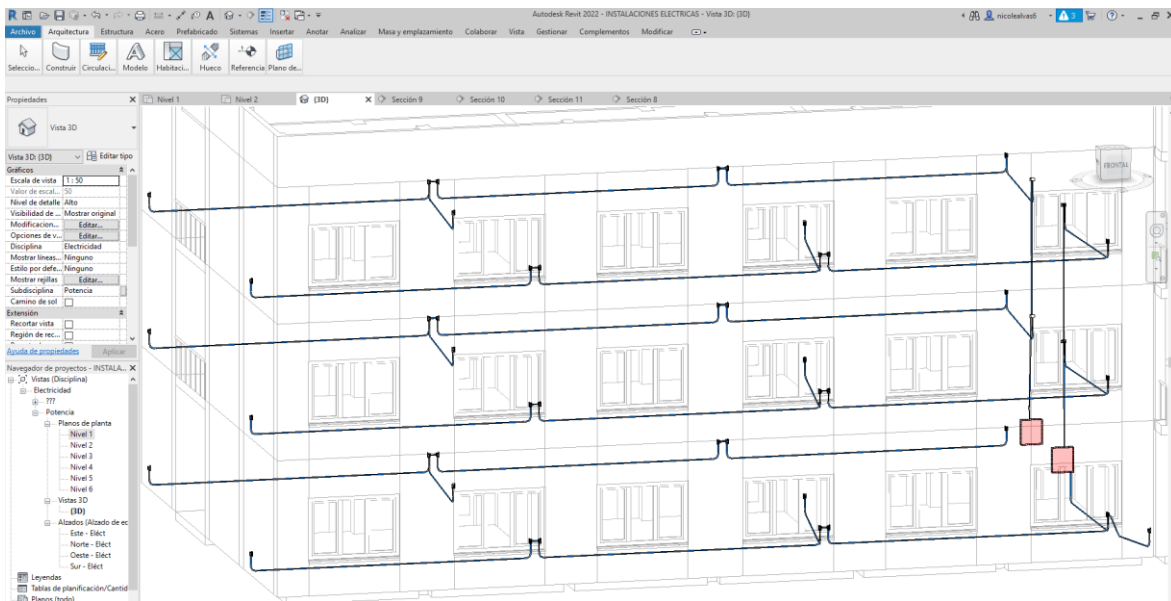 Autodesk Revit 2022 - INSTALACIONES ELECTRICAS - Vista 3D: {3D}
nicolealvas6
3
Archivo Arquitectura Estructura Acero Prefabricado Sistemas Insertar Anotar Analizar Masa y emplazamiento Colaborar Vista Gestionar Complementos Modificar
Seleccio... Construir Circulaci... Modelo Habitaci... Hueco Referencia Plano de...
Propiedades
Nivel 1 Nivel 2 {3D} Sección 9 Sección 10 Sección 11 Sección 8
Vista 3D
Vista 3D: {3D} Editar tipo
Gráficos
Escala de vista 1 : 50
Valor de escal... 50
Nivel de detalle Alto
Visibilidad de ... Mostrar original
Modificacion... Editar...
Opciones de v... Editar...
Disciplina Electricidad
Mostrar líneas... Ninguno
Estilo por defe... Ninguno
Mostrar rejillas Editar...
Subdisciplina Potencia
Camino de sol
Extensión
Recortar vista
Región de rec...
Ayuda de propiedades Aplicar
Navegador de proyectos - INSTALA...
Vistas (Disciplina)
Electricidad
???
Potencia
Planos de planta
Nivel 1
Nivel 2
Nivel 3
Nivel 4
Nivel 5
Nivel 6
Vistas 3D
{3D}
Alzados (Alzado de ec
Este - Eléct
Norte - Eléct
Oeste - Eléct
Sur - Eléct
Leyendas
Tablas de planificación/Cantid
Planos (todo)
FRONTAL